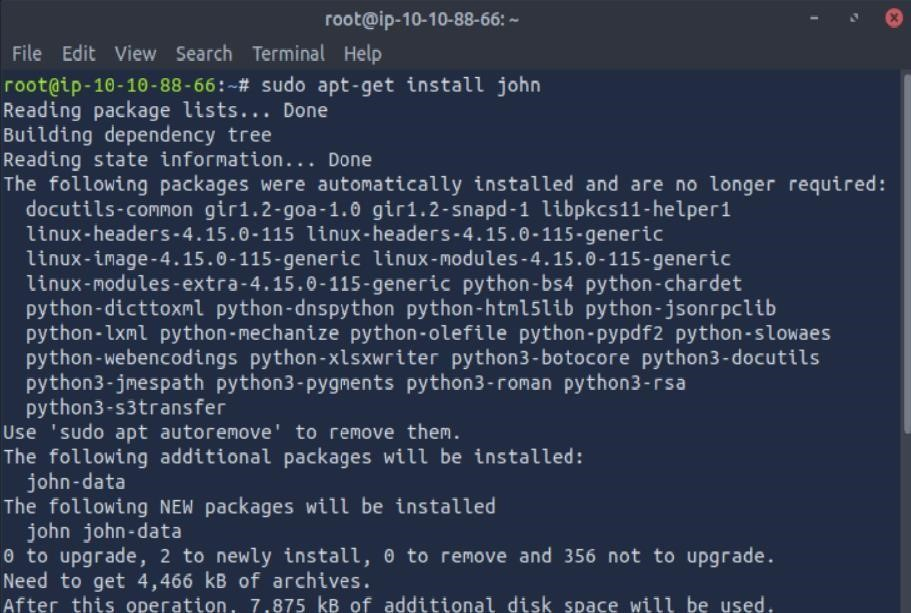 root@ip-10-10-88-66: ~
File Edit View Search Terminal Help
root@ip-10-10-88-66:~# sudo apt-get install john
Reading package lists... Done
Building dependency tree
Reading state information... Done
The following packages were automatically installed and are no longer required:
  docutils-common gir1.2-goa-1.0 gir1.2-snapd-1 libpkcs11-helper1
  linux-headers-4.15.0-115 linux-headers-4.15.0-115-generic
  linux-image-4.15.0-115-generic linux-modules-4.15.0-115-generic
  linux-modules-extra-4.15.0-115-generic python-bs4 python-chardet
  python-dicttoxml python-dnspython python-html5lib python-jsonrpclib
  python-lxml python-mechanize python-olefile python-pypdf2 python-slowaes
  python-webencodings python-xlsxwriter python3-botocore python3-docutils
  python3-jmespath python3-pygments python3-roman python3-rsa
  python3-s3transfer
Use 'sudo apt autoremove' to remove them.
The following additional packages will be installed:
  john-data
The following NEW packages will be installed
  john john-data
0 to upgrade, 2 to newly install, 0 to remove and 356 not to upgrade.
Need to get 4,466 kB of archives.
After this operation, 7,875 kB of additional disk space will be used.